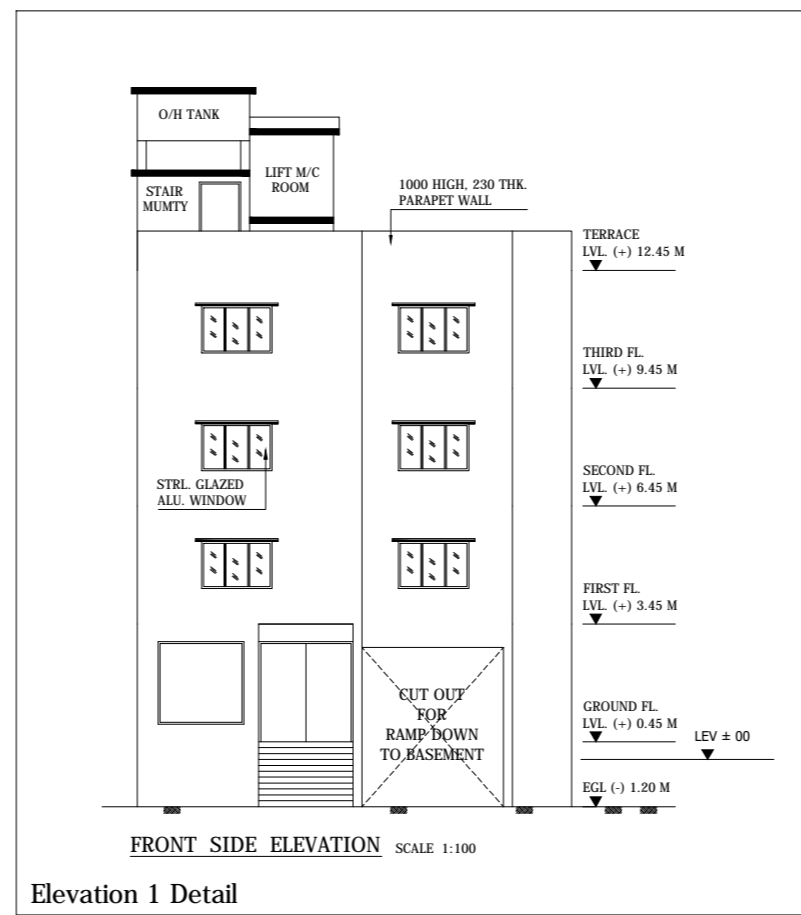 O/H TANK
LIFT M/C
ROOM
STAIR
MUMTY
1000 HIGH, 230 THK.
PARAPET WALL
TERRACE
LVL. (+) 12.45 M
THIRD FL.
LVL. (+) 9.45 M
STRL. GLAZED
ALU. WINDOW
SECOND FL.
LVL. (+) 6.45 M
FIRST FL.
LVL. (+) 3.45 M
CUT OUT
FOR
RAMP DOWN
TO BASEMENT
GROUND FL.
LVL. (+) 0.45 M
LEV ± 00
EGL (-) 1.20 M
FRONT SIDE ELEVATION SCALE 1:100
Elevation 1 Detail